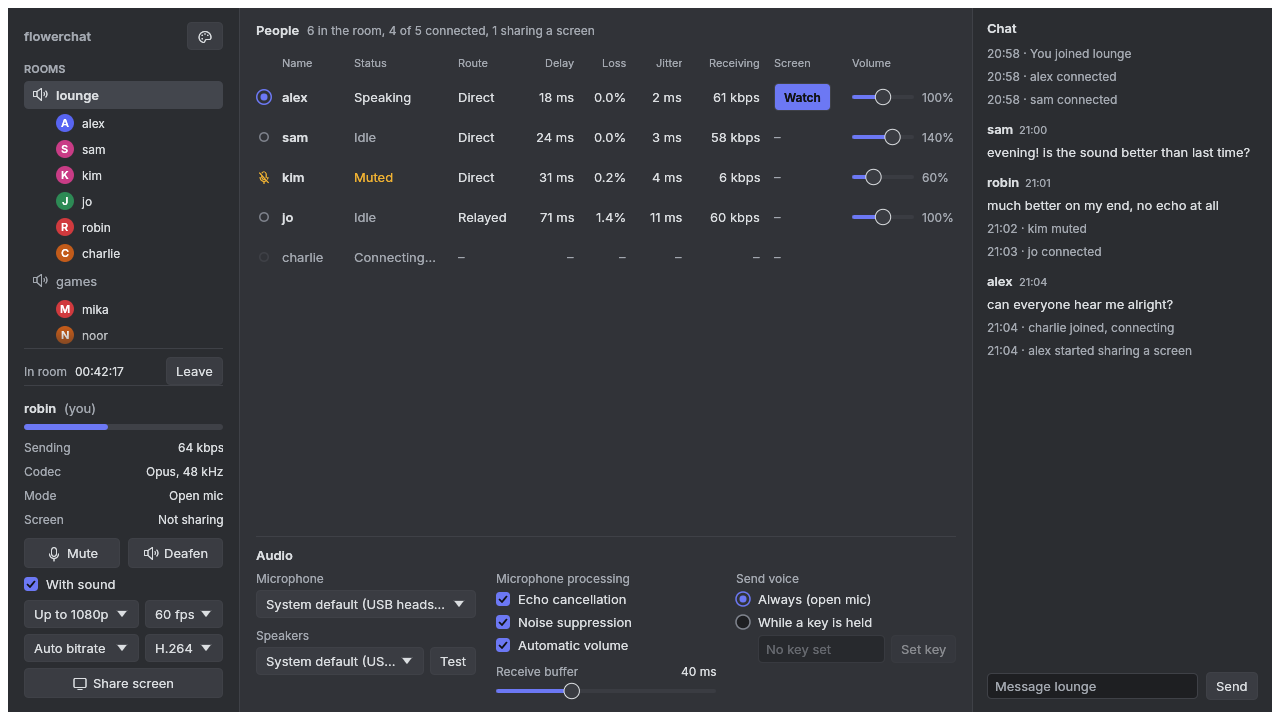 flowerchat
ROOMS
lounge
A alex
S sam
K kim
J jo
R robin
C charlie
games
M mika
N noor
In room 00:42:17 Leave
robin (you)
Sending 64 kbps
Codec Opus, 48 kHz
Mode Open mic
Screen Not sharing
Mute Deafen
With sound
Up to 1080p 60 fps
Auto bitrate H.264
Share screen
People 6 in the room, 4 of 5 connected, 1 sharing a screen
Name Status Route Delay Loss Jitter Receiving Screen Volume
alex Speaking Direct 18 ms 0.0% 2 ms 61 kbps Watch 100%
sam Idle Direct 24 ms 0.0% 3 ms 58 kbps – 140%
kim Muted Direct 31 ms 0.2% 4 ms 6 kbps – 60%
jo Idle Relayed 71 ms 1.4% 11 ms 60 kbps – 100%
charlie Connecting... – – – – – –
Audio
Microphone
System default (USB heads...
Speakers
System default (US... Test
Microphone processing
Echo cancellation
Noise suppression
Automatic volume
Receive buffer 40 ms
Send voice
Always (open mic)
While a key is held
No key set Set key
Chat
20:58 · You joined lounge
20:58 · alex connected
20:58 · sam connected
sam 21:00
evening! is the sound better than last time?
robin 21:01
much better on my end, no echo at all
21:02 · kim muted
21:03 · jo connected
alex 21:04
can everyone hear me alright?
21:04 · charlie joined, connecting
21:04 · alex started sharing a screen
Message lounge Send